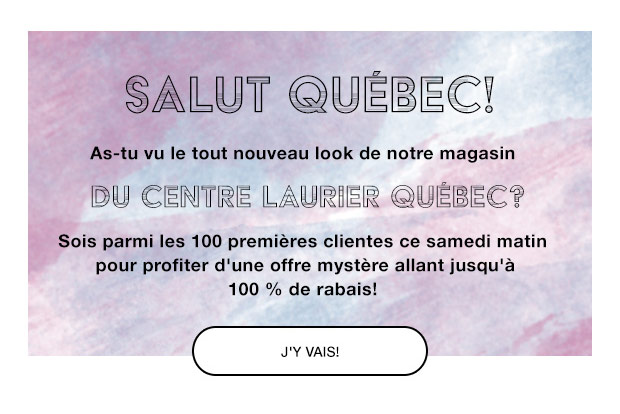 SALUT QUÉBEC!
As-tu vu le tout nouveau look de notre magasin
DU CENTRE LAURIER QUÉBEC?
Sois parmi les 100 premières clientes ce samedi matin
pour profiter d'une offre mystère allant jusqu'à
100 % de rabais!
J'Y VAIS!